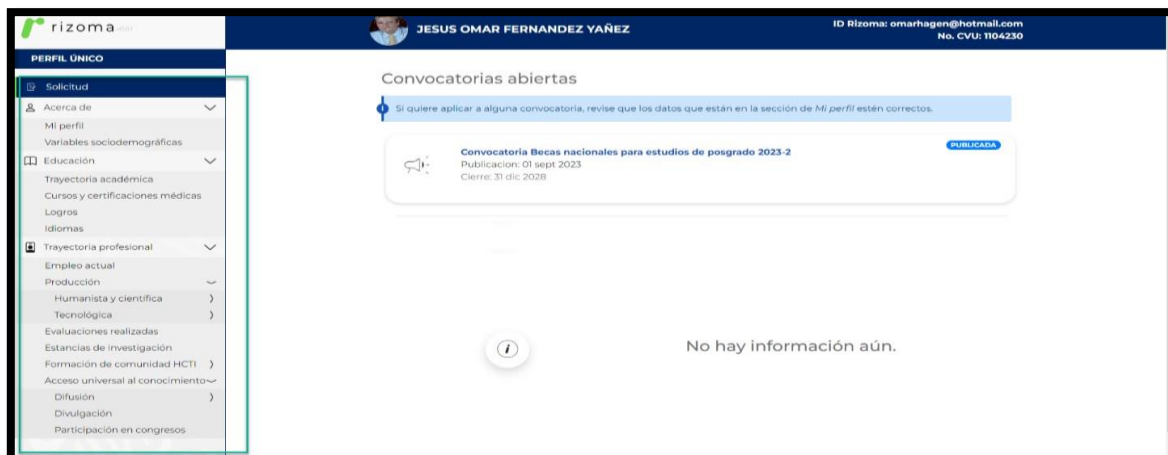 rizoma
JESUS OMAR FERNANDEZ YAÑEZ
ID Rizoma: omarhagen@hotmail.com
No. CVU: 1104230
PERFIL ÚNICO
Solicitud
Acerca de
Mi perfil
Variables sociodemográficas
Educación
Trayectoria académica
Cursos y certificaciones médicas
Logros
Idiomas
Trayectoria profesional
Empleo actual
Producción
Humanista y científica
Tecnológica
Evaluaciones realizadas
Estancias de investigación
Formación de comunidad HCTI
Acceso universal al conocimiento
Difusión
Divulgación
Participación en congresos
Convocatorias abiertas
Si quiere aplicar a alguna convocatoria, revise que los datos que están en la sección de Mi perfil estén correctos.
Convocatoria Becas nacionales para estudios de posgrado 2023-2
PUBLICADA
Publicacion: 01 sept 2023
Cierre: 31 dic 2028
No hay información aún.